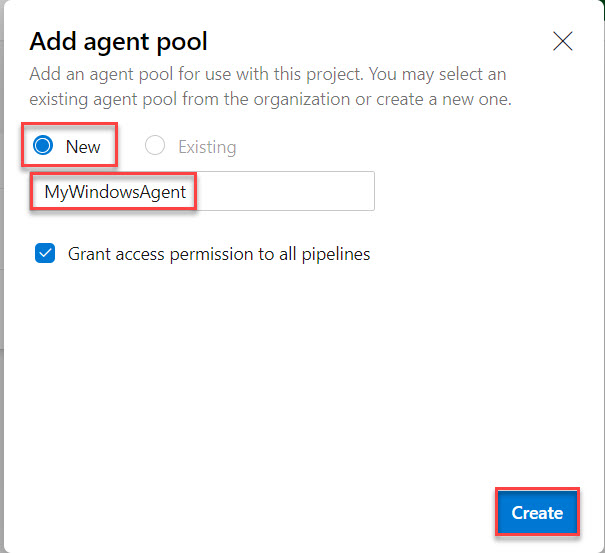 Add agent pool
Add an agent pool for use with this project. You may select an
existing agent pool from the organization or create a new one.
New Existing
MyWindowsAgent
Grant access permission to all pipelines
Create